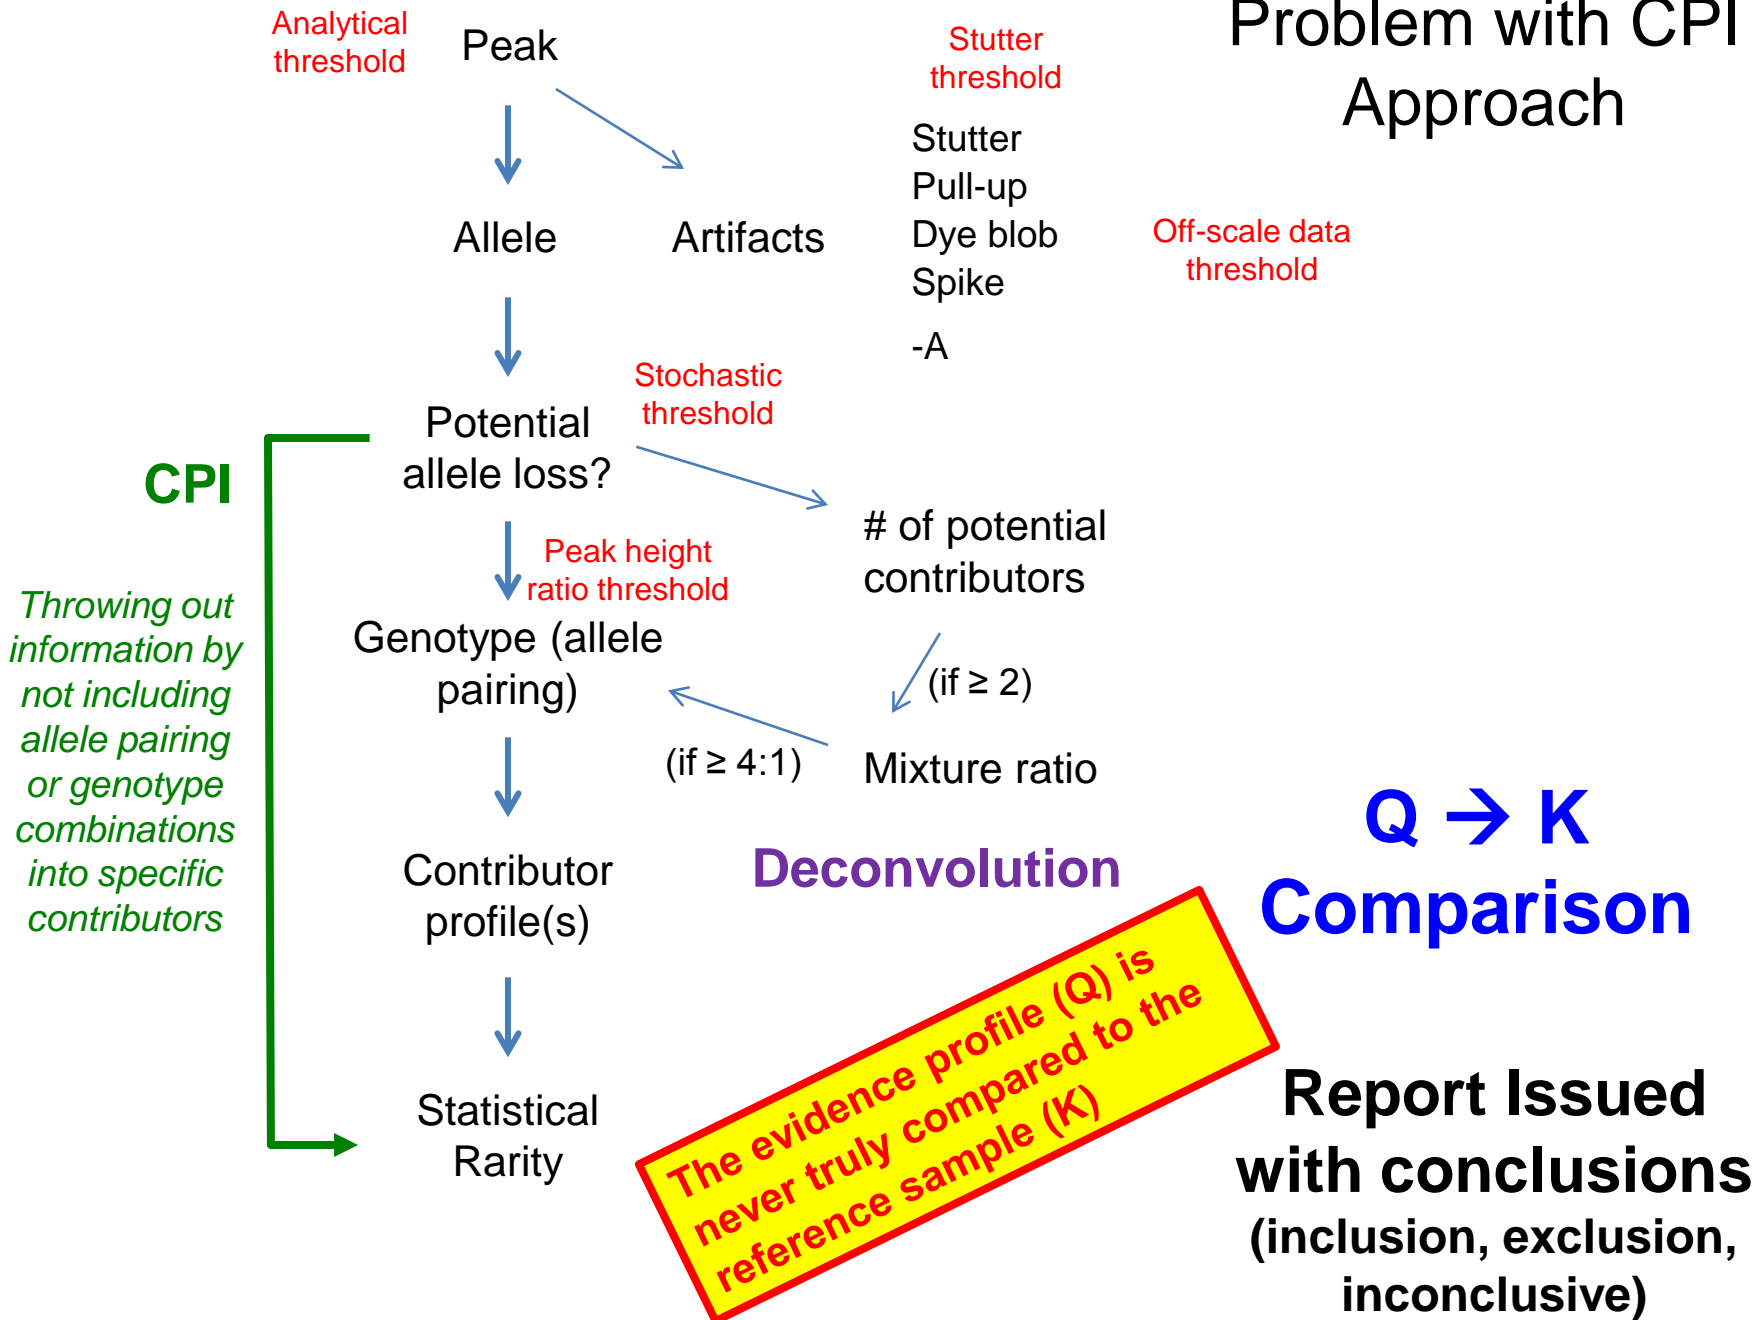 Problem with CPI
Approach
Analytical
threshold
Peak
Stutter
threshold
Stutter
Pull-up
Dye blob
Spike
-A
Off-scale data
threshold
Allele
Artifacts
Stochastic
threshold
Potential
allele loss?
CPI
# of potential
contributors
Peak height
ratio threshold
Throwing out
information by
not including
allele pairing
or genotype
combinations
into specific
contributors
Genotype (allele
pairing)
(if ≥ 2)
(if ≥ 4:1)
Mixture ratio
Contributor
profile(s)
Deconvolution
Q → K
Comparison
The evidence profile (Q) is
never truly compared to the
reference sample (K)
Statistical
Rarity
Report Issued
with conclusions
(inclusion, exclusion,
inconclusive)